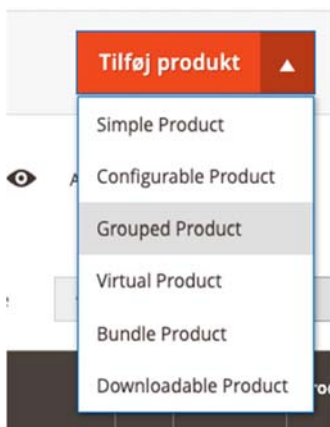 Tilføj produkt
Simple Product
Configurable Product
Grouped Product
Virtual Product
Bundle Product
Downloadable Product